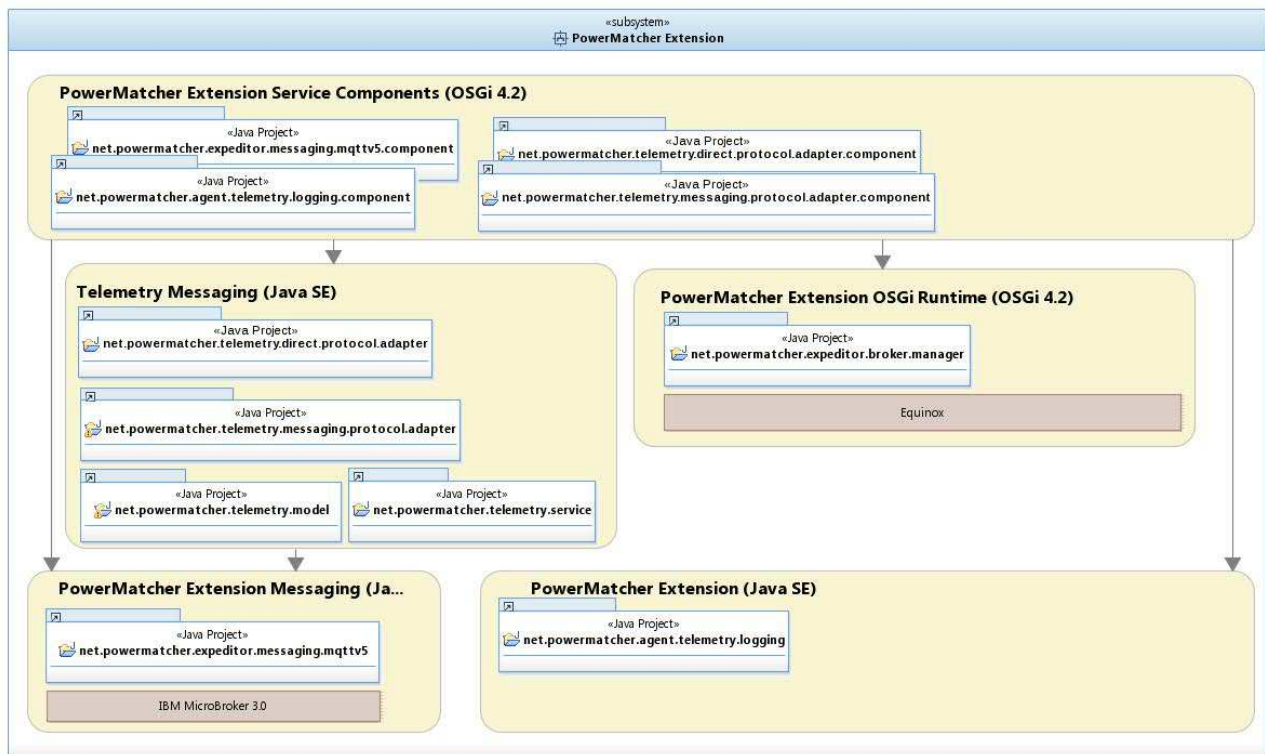 «subsystem»
PowerMatcher Extension
PowerMatcher Extension Service Components (OSGi 4.2)
«Java Project»
net.powermatcher.expeditor.messaging.mqttv5.component
«Java Project»
net.powermatcher.agent.telemetry.logging.component
«Java Project»
net.powermatcher.telemetry.direct.protocol.adapter.component
«Java Project»
net.powermatcher.telemetry.messaging.protocol.adapter.component
Telemetry Messaging (Java SE)
«Java Project»
net.powermatcher.telemetry.direct.protocol.adapter
«Java Project»
net.powermatcher.telemetry.messaging.protocol.adapter
«Java Project»
net.powermatcher.telemetry.model
«Java Project»
net.powermatcher.telemetry.service
PowerMatcher Extension OSGi Runtime (OSGi 4.2)
«Java Project»
net.powermatcher.expeditor.broker.manager
Equinox
PowerMatcher Extension Messaging (Ja...
«Java Project»
net.powermatcher.expeditor.messaging.mqttv5
IBM MicroBroker 3.0
PowerMatcher Extension (Java SE)
«Java Project»
net.powermatcher.agent.telemetry.logging